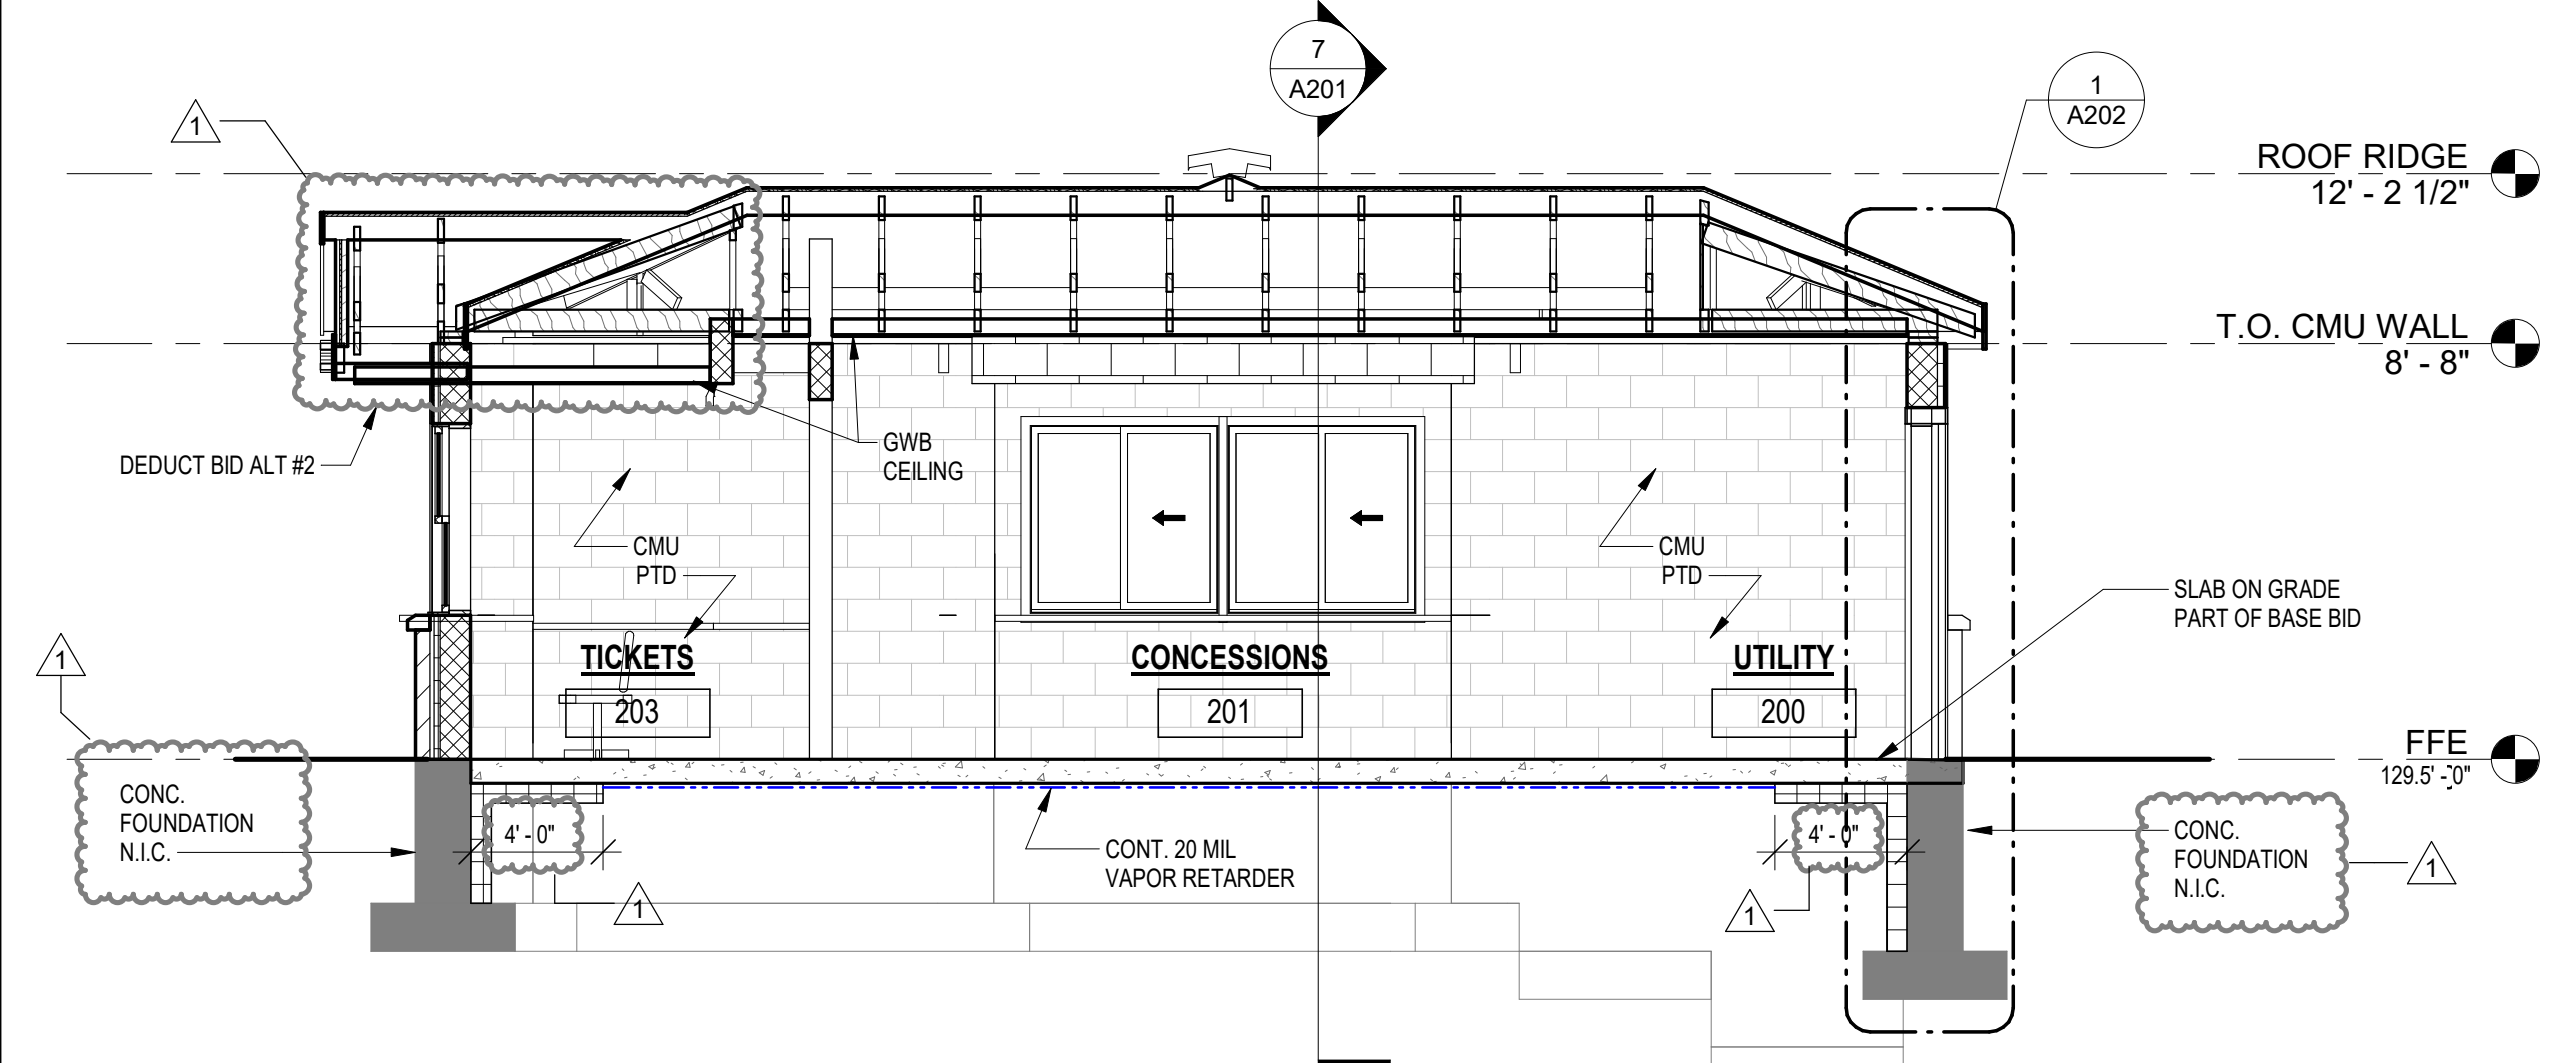 7
A201
1
A202
1
ROOF RIDGE
12' - 2 1/2"
T.O. CMU WALL
8' - 8"
DEDUCT BID ALT #2
GWB
CEILING
CMU
PTD
CMU
PTD
SLAB ON GRADE
PART OF BASE BID
TICKETS
203
CONCESSIONS
201
UTILITY
200
1
FFE
129.5' - 0"
CONC.
FOUNDATION
N.I.C.
4' - 0"
CONT. 20 MIL
VAPOR RETARDER
4' - 0"
CONC.
FOUNDATION
N.I.C.
1
1
1